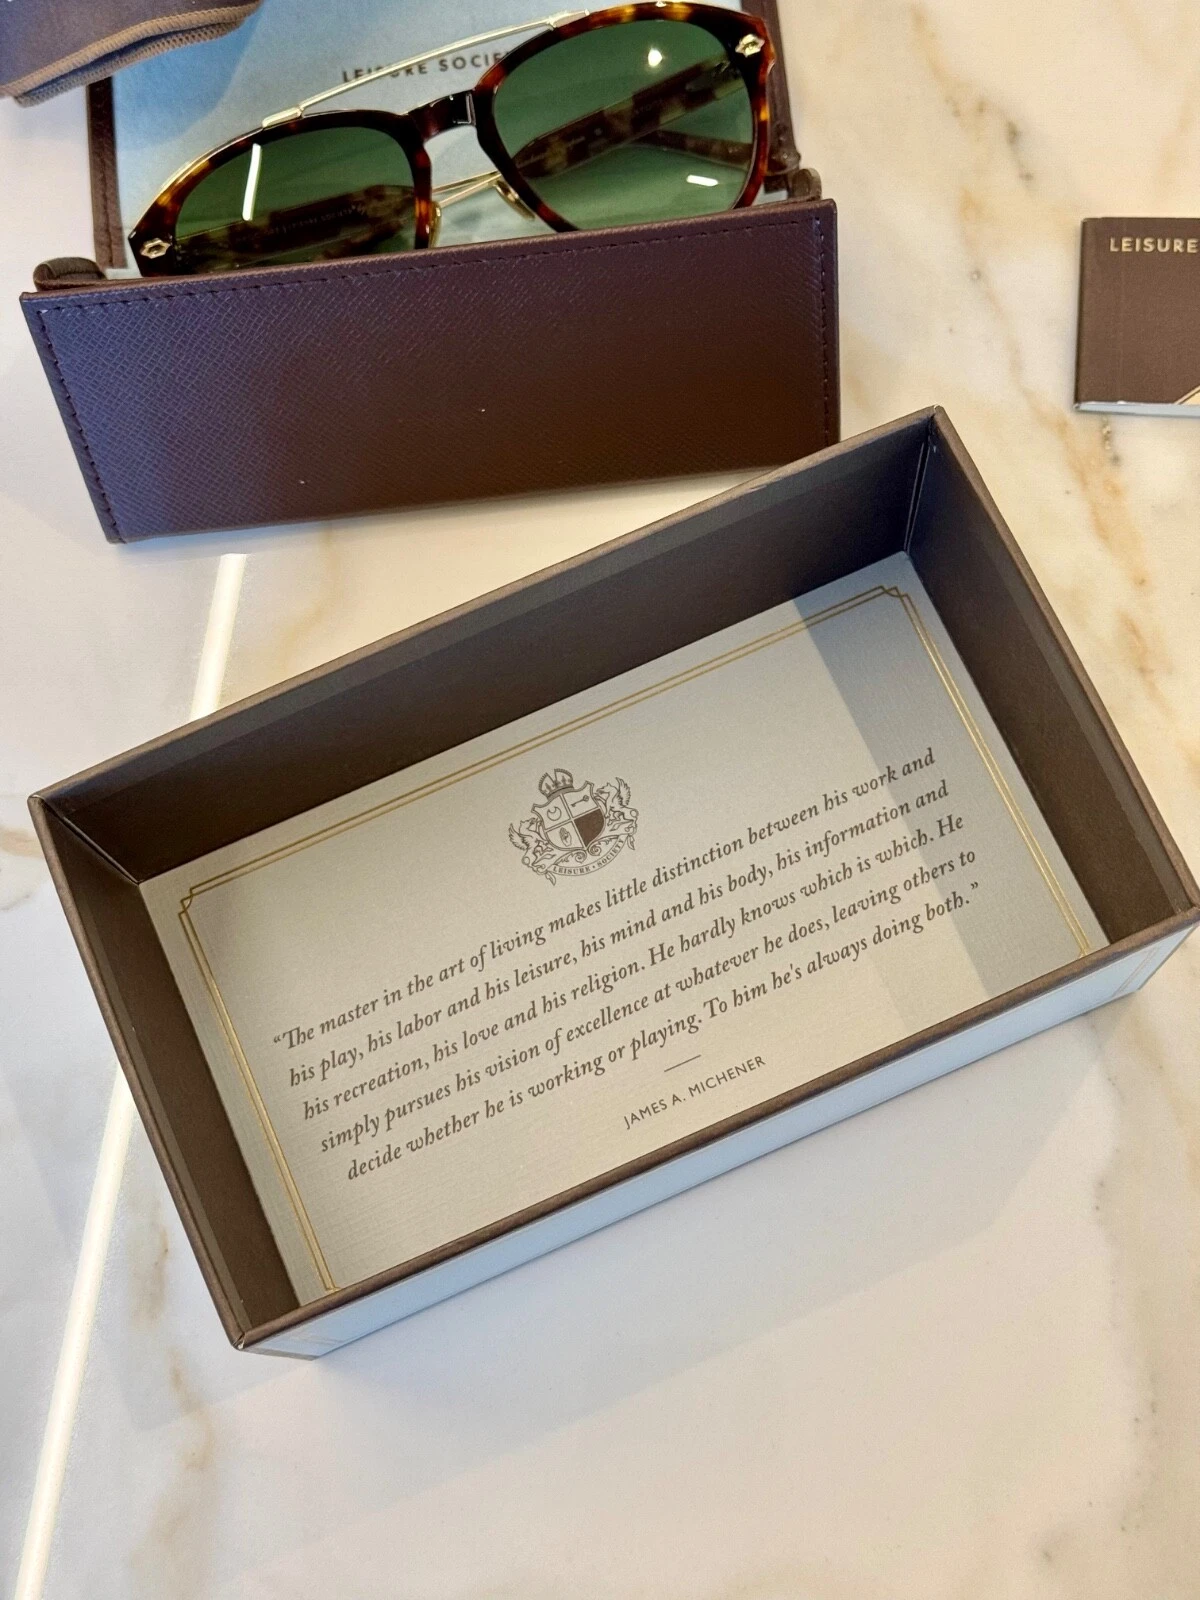 LEISURE SOCIE
LEISURE
LEISURE · SOCIETY
“The master in the art of living makes little distinction between his work and
his play, his labor and his leisure, his mind and his body, his information and
his recreation, his love and his religion. He hardly knows which is which. He
simply pursues his vision of excellence at whatever he does, leaving others to
decide whether he is working or playing. To him he's always doing both.”
JAMES A. MICHENER